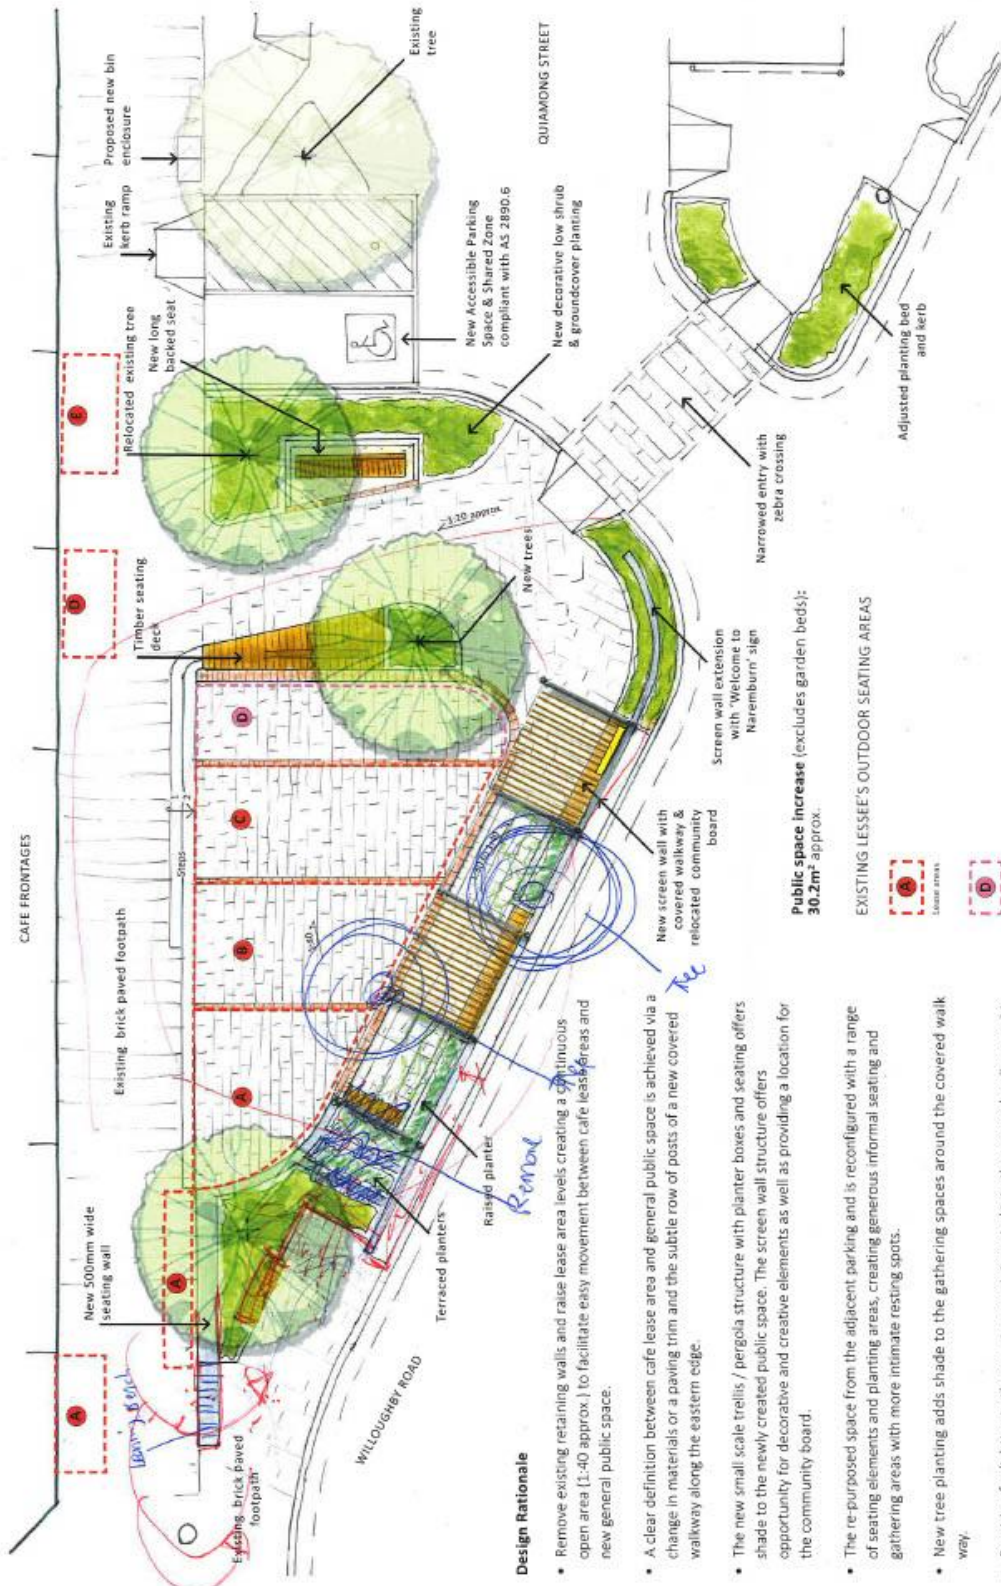 CAFE FRONTAGES
A
New 500mm wide
seating wall
A
Existing brick paved footpath
Steps
D
Timber seating
deck
E
Relocated existing tree
New long
backed seat
Existing
kerb ramp
Proposed new bin
enclosure
Existing
tree
Leaning Bench
Existing brick paved
footpath
A
B
C
D
1:20 approx.
New trees
New Accessible Parking
Space & Shared Zone
compliant with AS 2890.6
New decorative low shrub
& groundcover planting
QUIAMONG STREET
WILLOUGHBY ROAD
Terraced planters
Raised planter
Remove
Tree
New screen wall with
covered walkway &
relocated community
board
Screen wall extension
with 'Welcome to
Naremburn' sign
Narrowed entry with
zebra crossing
Adjusted planting bed
and kerb
Design Rationale
• Remove existing retaining walls and raise lease area levels creating a continuous
open area (1:40 approx.) to facilitate easy movement between cafe lease areas and
new general public space.
• A clear definition between cafe lease area and general public space is achieved via a
change in materials or a paving trim and the subtle row of posts of a new covered
walkway along the eastern edge.
• The new small scale trellis / pergola structure with planter boxes and seating offers
shade to the newly created public space. The screen wall structure offers
opportunity for decorative and creative elements as well as providing a location for
the community board.
• The re-purposed space from the adjacent parking and is reconfigured with a range
of seating elements and planting areas, creating generous informal seating and
gathering areas with more intimate resting spots.
• New tree planting adds shade to the gathering spaces around the covered walk
way.
Public space increase (excludes garden beds):
30.2m² approx.
EXISTING LESSEE'S OUTDOOR SEATING AREAS
A
Lease areas
D